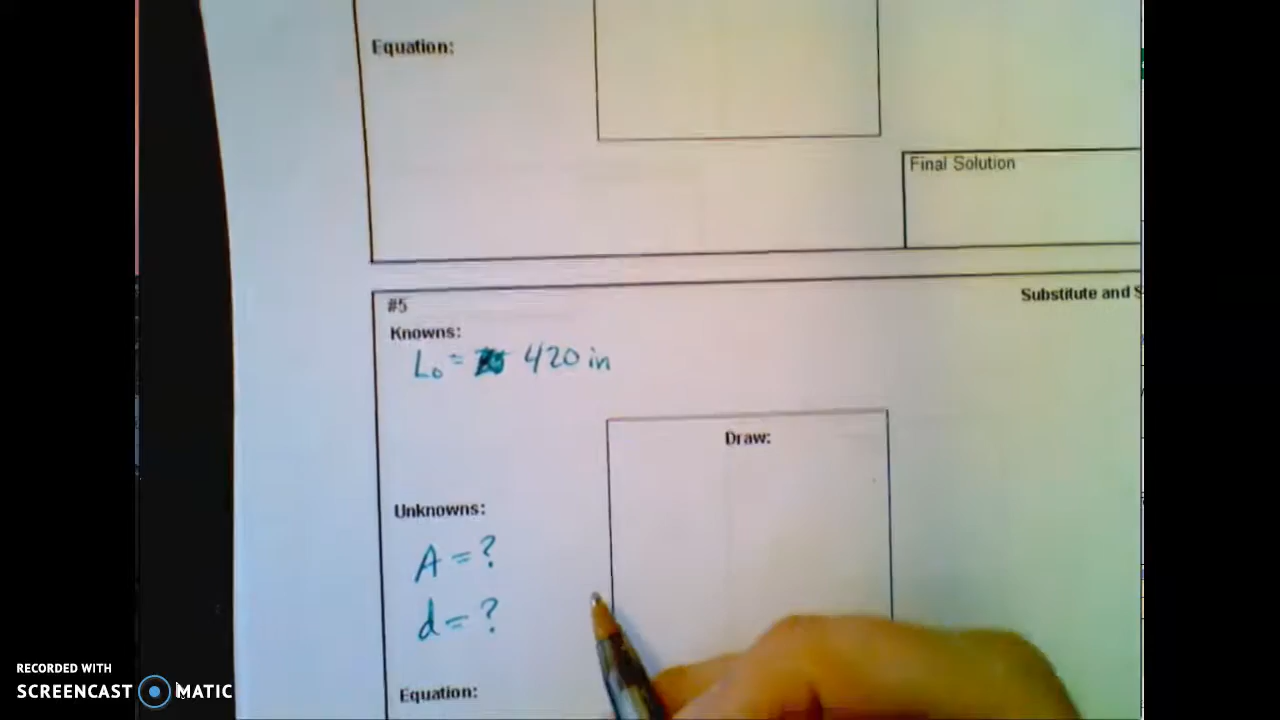 Equation:
Final Solution
#5
Substitute and S
Knowns:
L₀ = 420 in
Draw:
Unknowns:
A = ?
d = ?
Equation:
RECORDED WITH
SCREENCAST MATIC